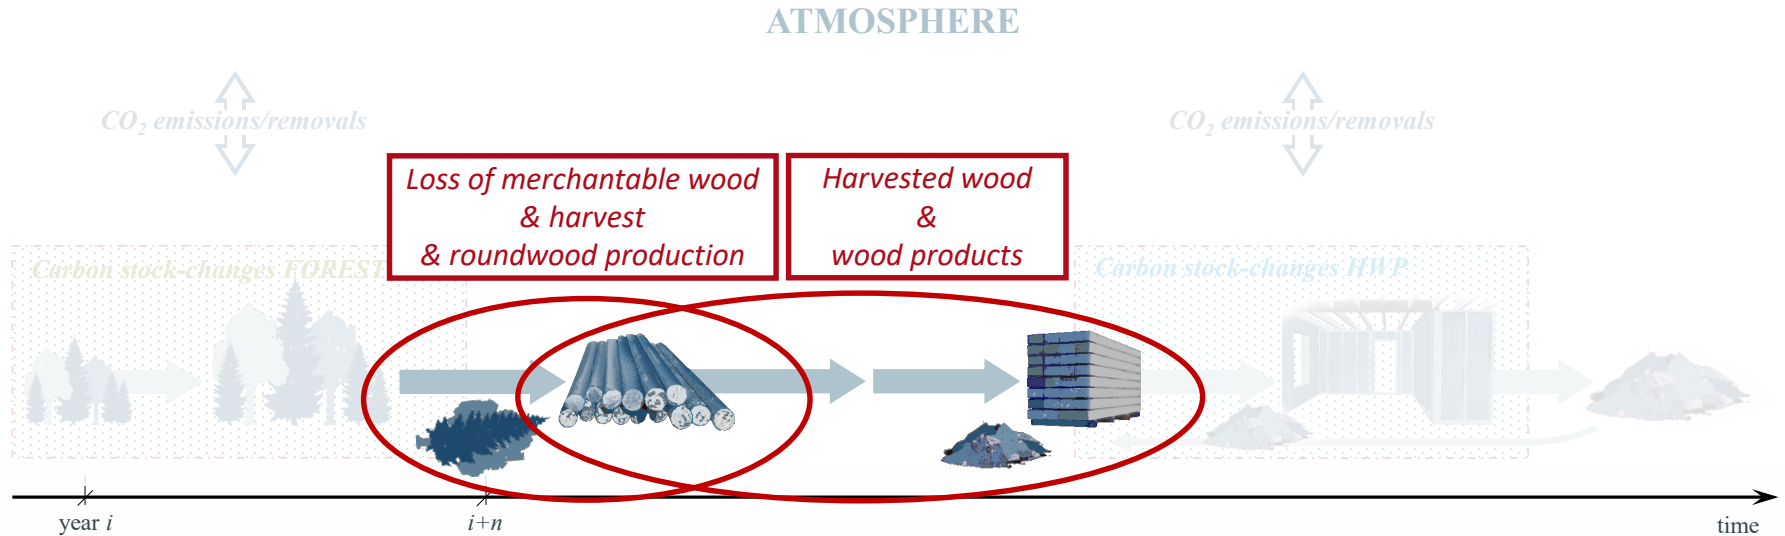 ATMOSPHERE
CO₂ emissions/removals
CO₂ emissions/removals
Loss of merchantable wood
& harvest
& roundwood production
Harvested wood
&
wood products
Carbon stock-changes FOREST
Carbon stock-changes HWP
year i
i+n
time